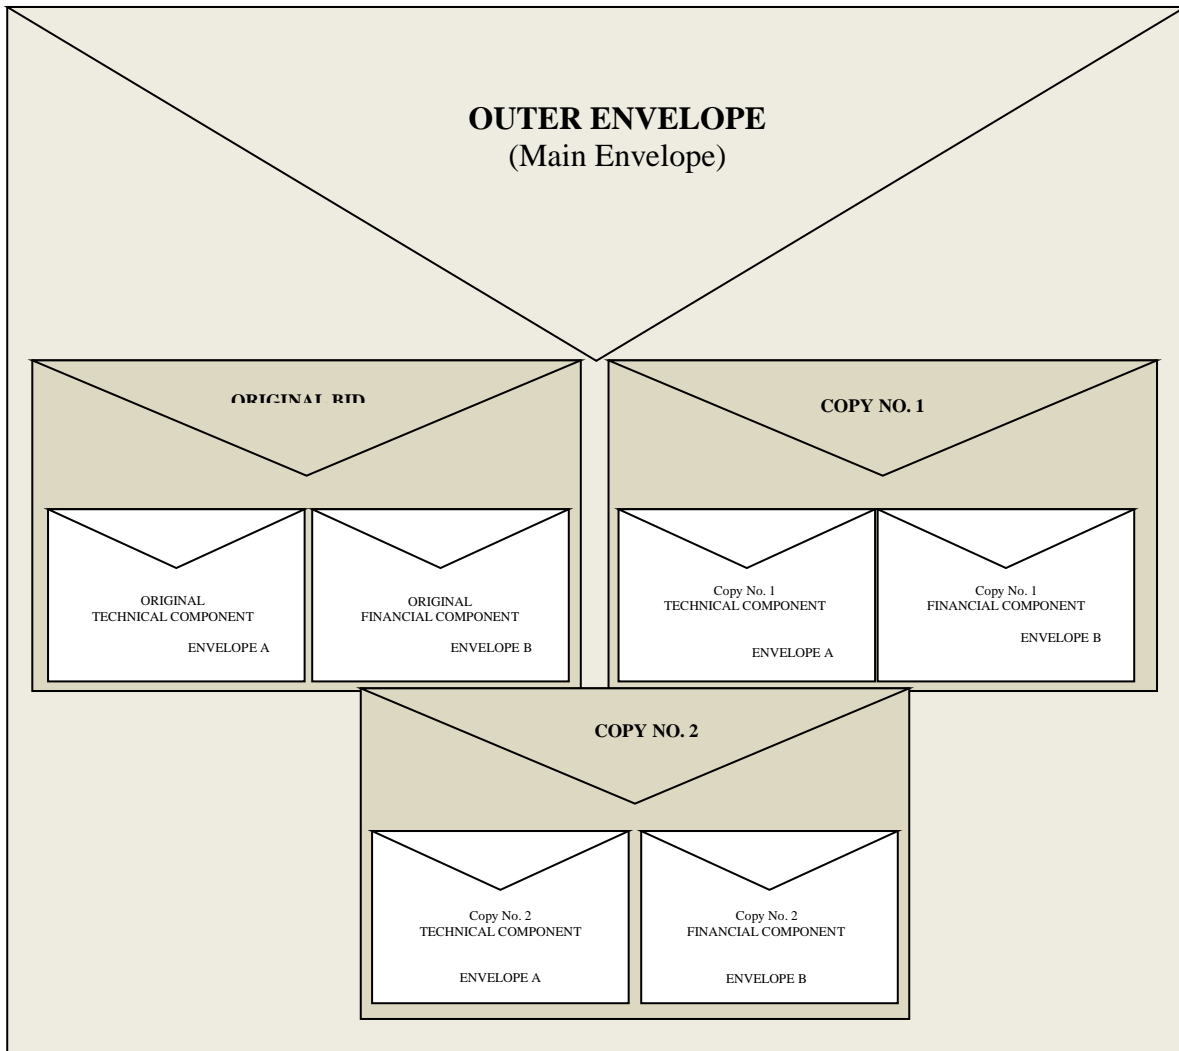 OUTER ENVELOPE
(Main Envelope)
ORIGINAL BID
COPY NO. 1
ORIGINAL
TECHNICAL COMPONENT
ENVELOPE A
ORIGINAL
FINANCIAL COMPONENT
ENVELOPE B
Copy No. 1
TECHNICAL COMPONENT
ENVELOPE A
Copy No. 1
FINANCIAL COMPONENT
ENVELOPE B
COPY NO. 2
Copy No. 2
TECHNICAL COMPONENT
ENVELOPE A
Copy No. 2
FINANCIAL COMPONENT
ENVELOPE B